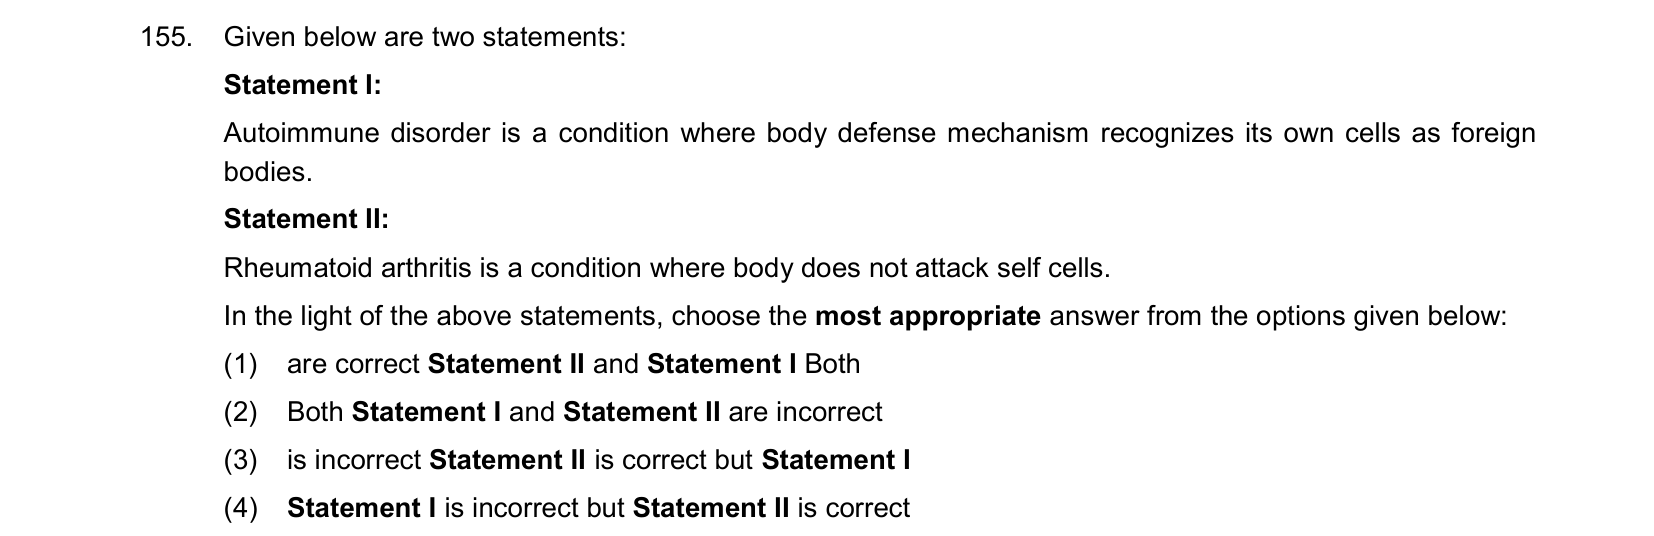 155. Given below are two statements:
Statement I:
Autoimmune disorder is a condition where body defense mechanism recognizes its own cells as foreign
bodies.
Statement II:
Rheumatoid arthritis is a condition where body does not attack self cells.
In the light of the above statements, choose the most appropriate answer from the options given below:
(1) are correct Statement II and Statement I Both
(2) Both Statement I and Statement II are incorrect
(3) is incorrect Statement II is correct but Statement I
(4) Statement I is incorrect but Statement II is correct